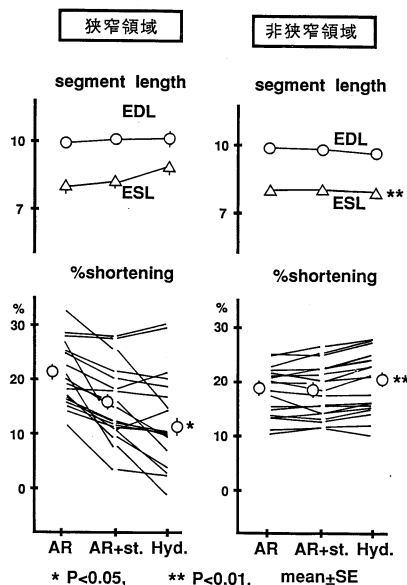 狭窄領域
segment length
EDL
10
ESL
7
%shortening
%
30
20
10
0
*
AR AR+st. Hyd.
非狭窄領域
segment length
EDL
10
ESL **
7
%shortening
%
30
20
10
0
**
AR AR+st. Hyd.
* P<0.05, ** P<0.01. mean±SE